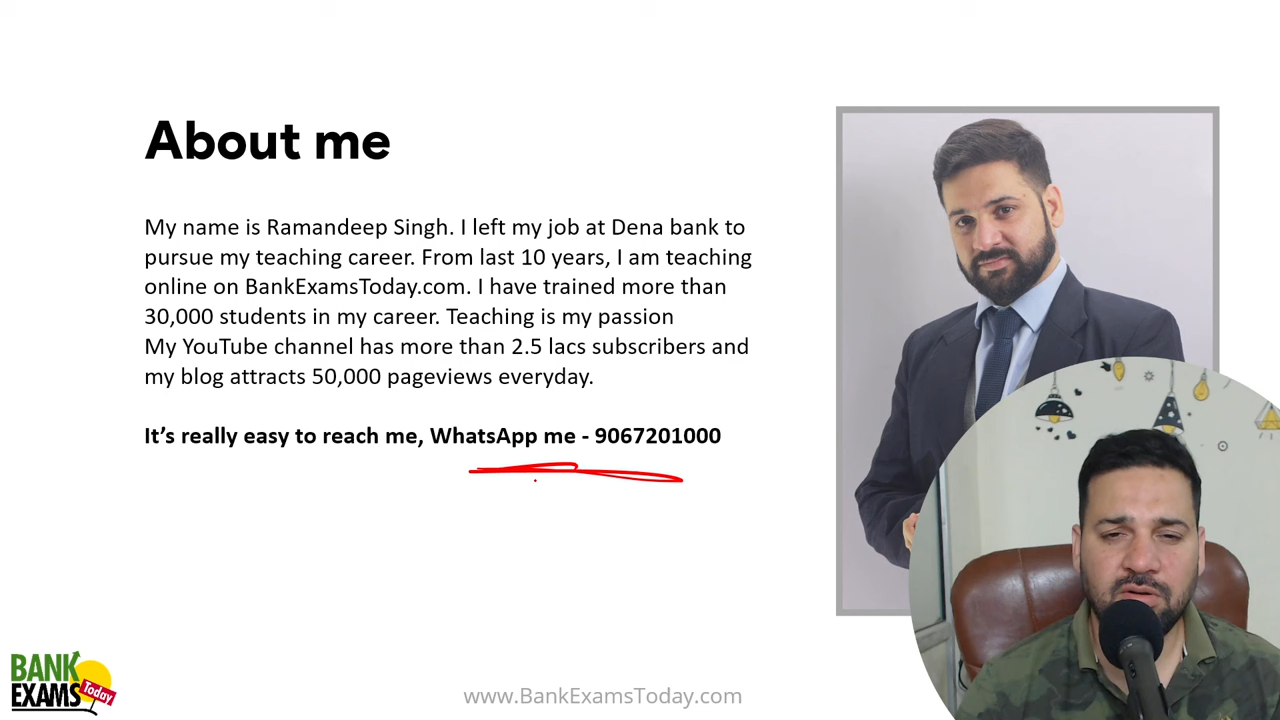 About me
My name is Ramandeep Singh. I left my job at Dena bank to
pursue my teaching career. From last 10 years, I am teaching
online on BankExamsToday.com. I have trained more than
30,000 students in my career. Teaching is my passion
My YouTube channel has more than 2.5 lacs subscribers and
my blog attracts 50,000 pageviews everyday.
It’s really easy to reach me, WhatsApp me - 9067201000
BANK
EXAMS
Today
www.BankExamsToday.com